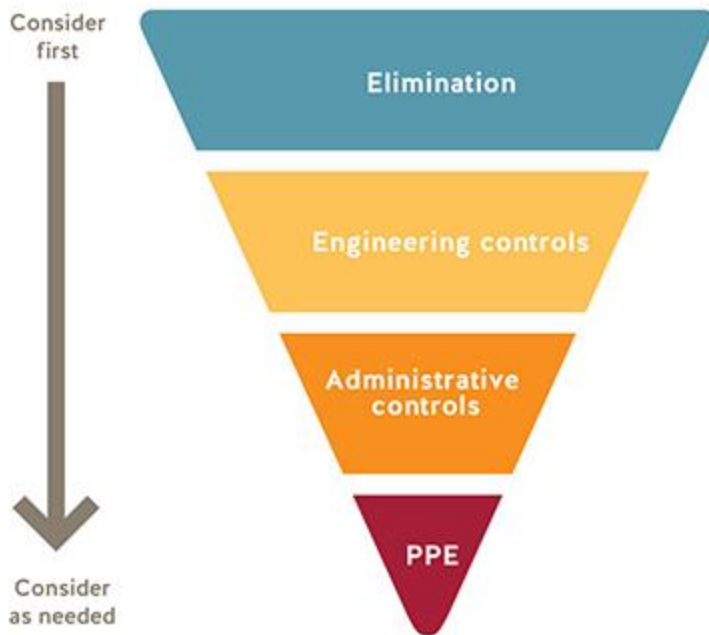 Consider
first
Elimination
Engineering controls
Administrative
controls
PPE
Consider
as needed